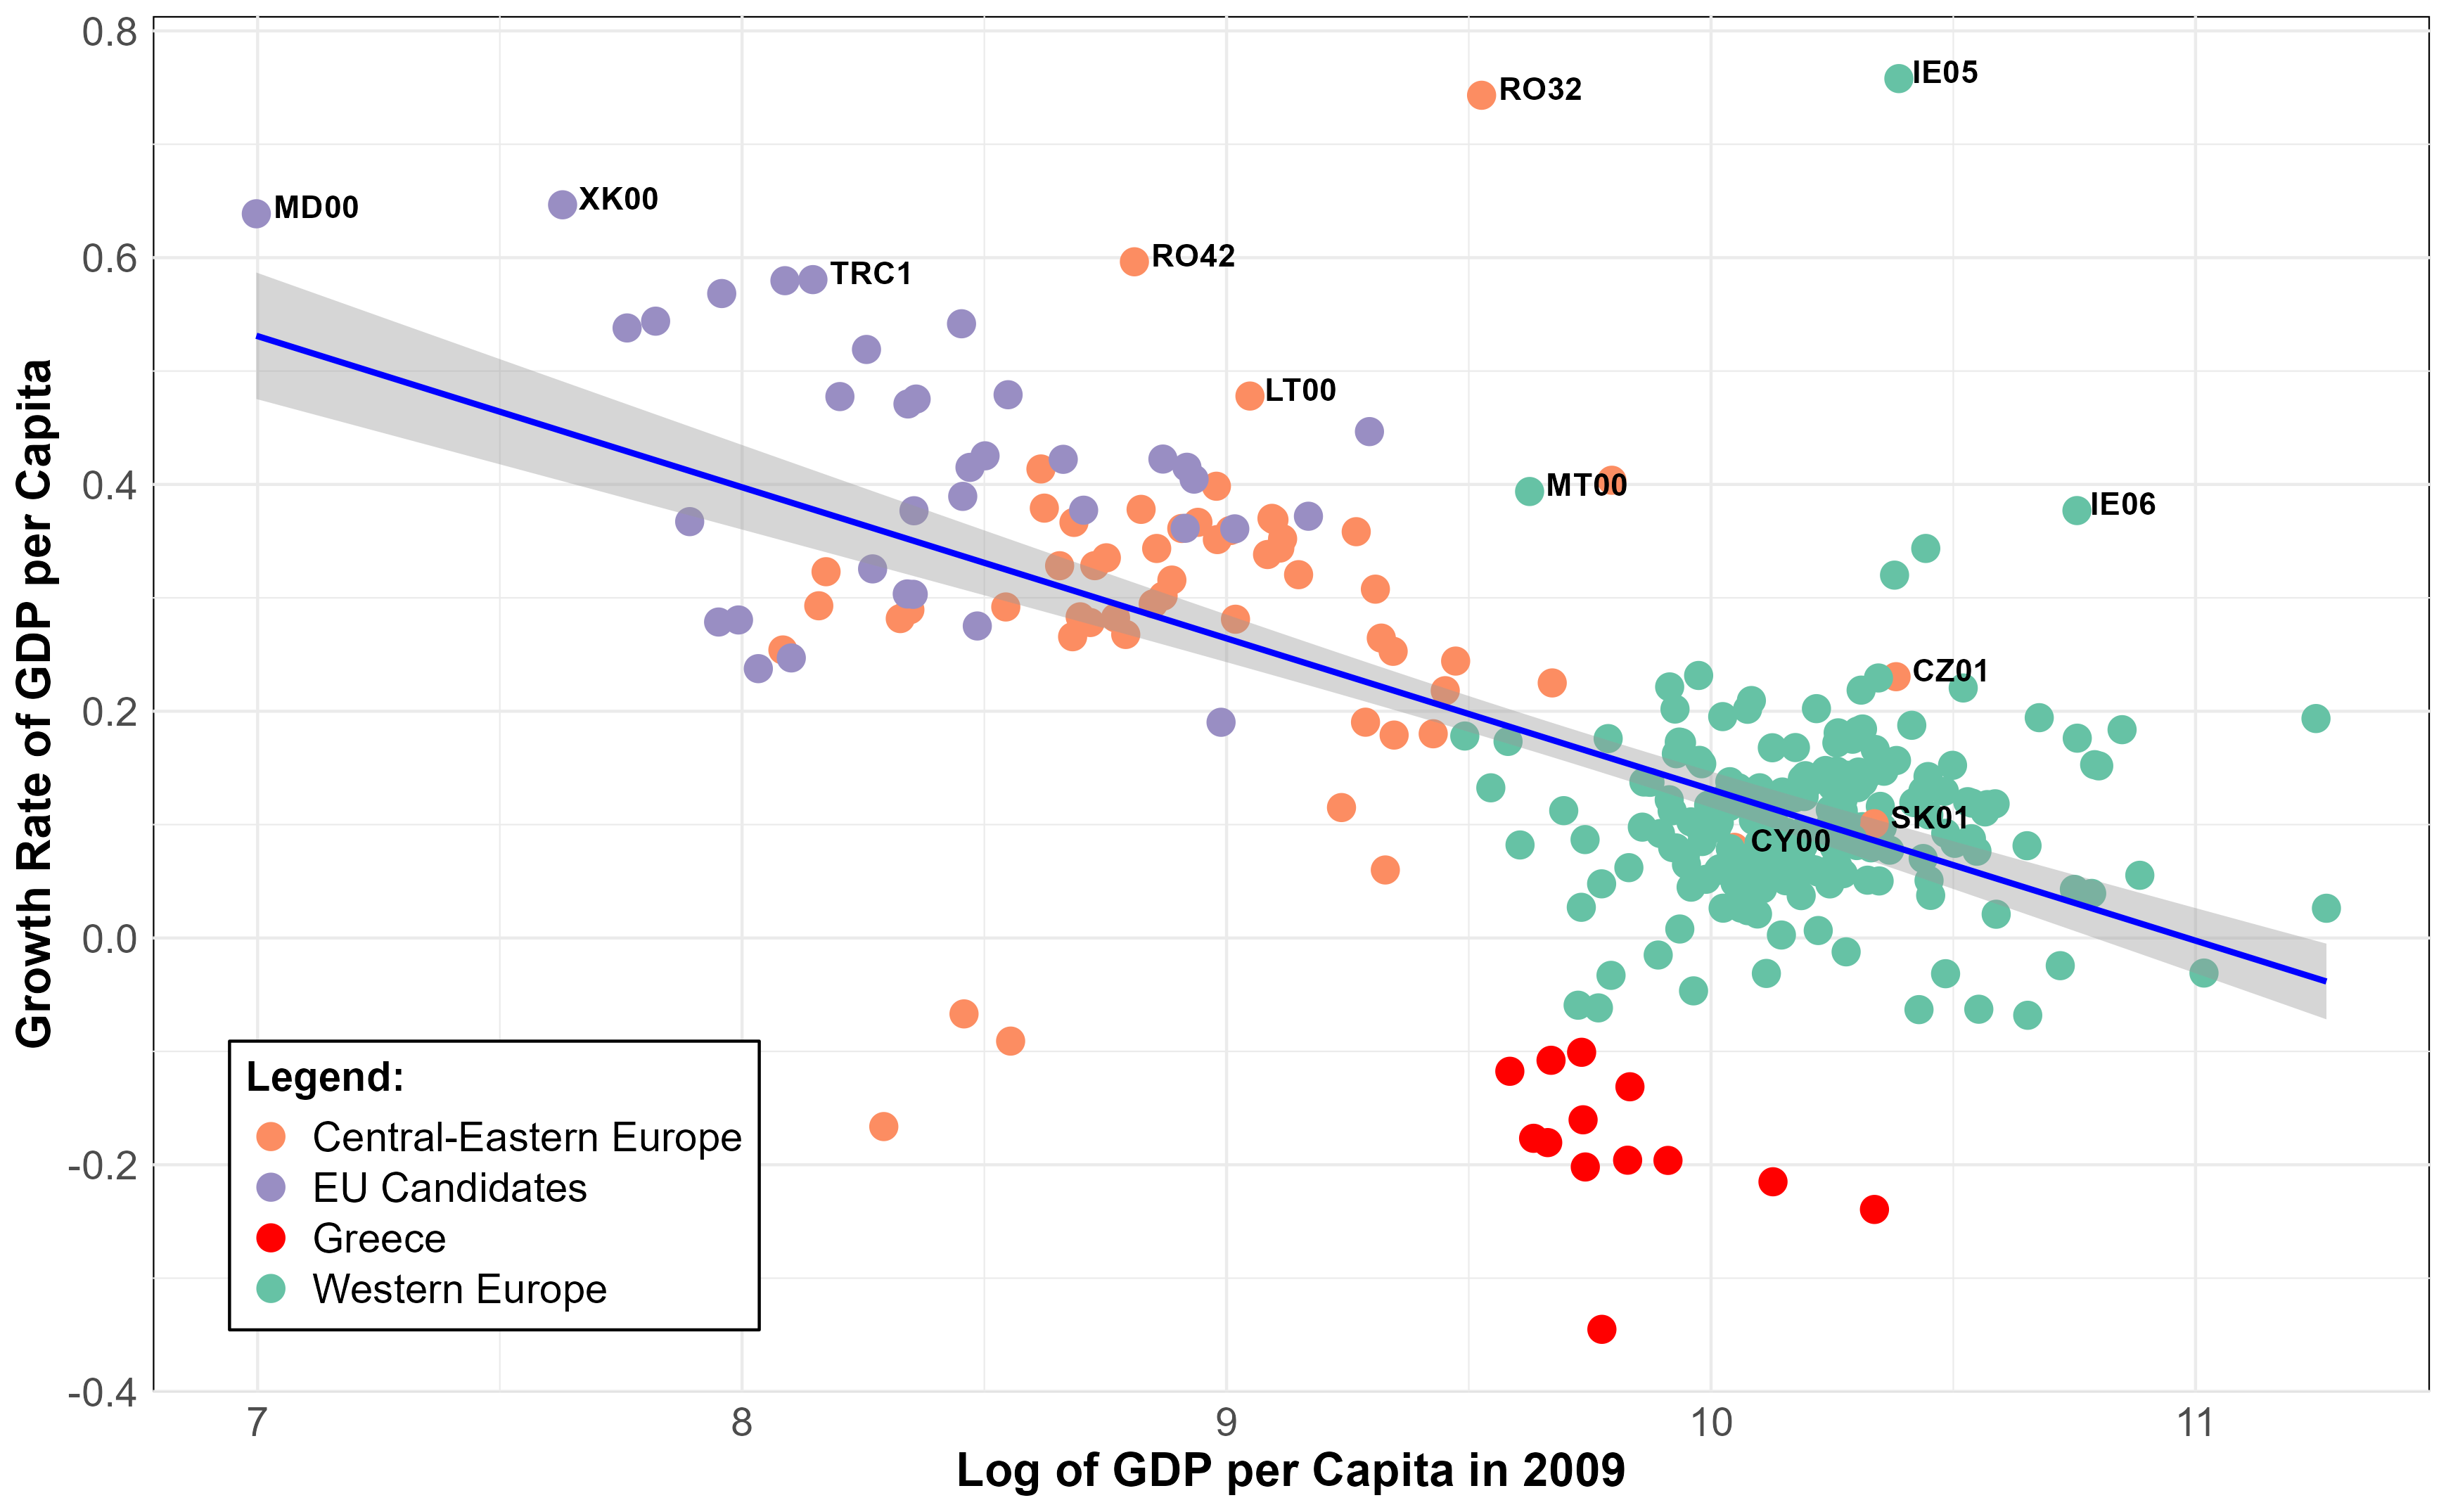 0.8
0.6
0.4
0.2
0.0
-0.2
-0.4
Growth Rate of GDP per Capita
IE05
RO32
XK00
MD00
RO42
TRC1
LT00
MT00
IE06
CZ01
SK01
CY00
Legend:
Central-Eastern Europe
EU Candidates
Greece
Western Europe
7 8 9 10 11
Log of GDP per Capita in 2009